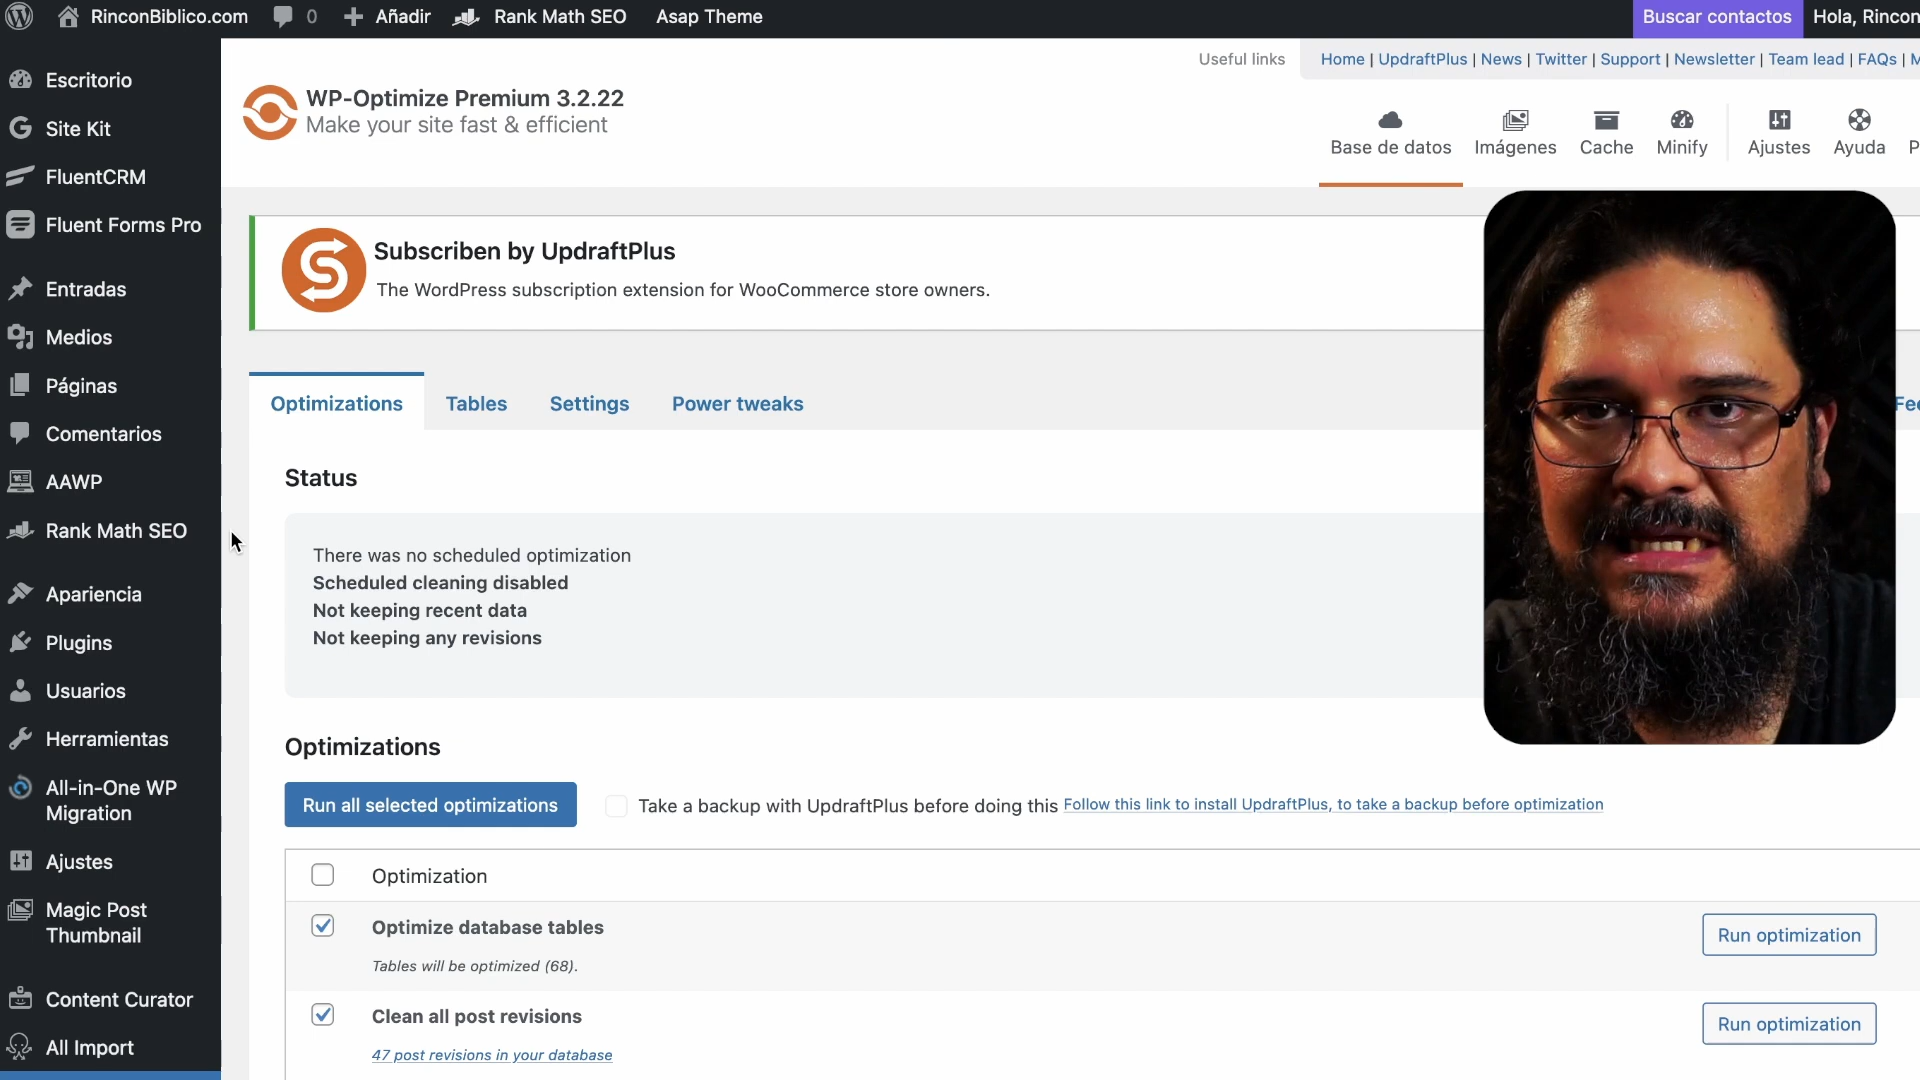 RinconBiblico.com 0 Añadir Rank Math SEO Asap Theme Buscar contactos Hola, Rincon
Useful links Home | UpdraftPlus | News | Twitter | Support | Newsletter | Team lead | FAQs |
WP-Optimize Premium 3.2.22
Make your site fast & efficient
Base de datos Imágenes Cache Minify Ajustes Ayuda
Escritorio
Site Kit
FluentCRM
Fluent Forms Pro
Entradas
Medios
Páginas
Comentarios
AAWP
Rank Math SEO
Apariencia
Plugins
Usuarios
Herramientas
All-in-One WP
Migration
Ajustes
Magic Post
Thumbnail
Content Curator
All Import
Subscriben by UpdraftPlus
The WordPress subscription extension for WooCommerce store owners.
Optimizations Tables Settings Power tweaks
Status
There was no scheduled optimization
Scheduled cleaning disabled
Not keeping recent data
Not keeping any revisions
Optimizations
Run all selected optimizations Take a backup with UpdraftPlus before doing this Follow this link to install UpdraftPlus, to take a backup before optimization
Optimization
Optimize database tables
Run optimization
Tables will be optimized (68).
Clean all post revisions
Run optimization
47 post revisions in your database